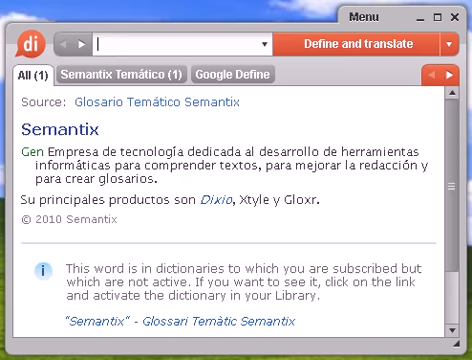 Menu
di
Define and translate
All (1) Semantix Temático (1) Google Define
Source: Glosario Temático Semantix
Semantix
Gen Empresa de tecnología dedicada al desarrollo de herramientas
informáticas para comprender textos, para mejorar la redacción y
para crear glosarios.
Su principales producto son Dixio, Xtyle y Gloxr.
© 2010 Semantix
This word is in dictionaries to which you are subscribed but
which are not active. If you want to see it, click on the link
and activate the dictionary in your Library.
"Semantix" - Glossari Temàtic Semantix